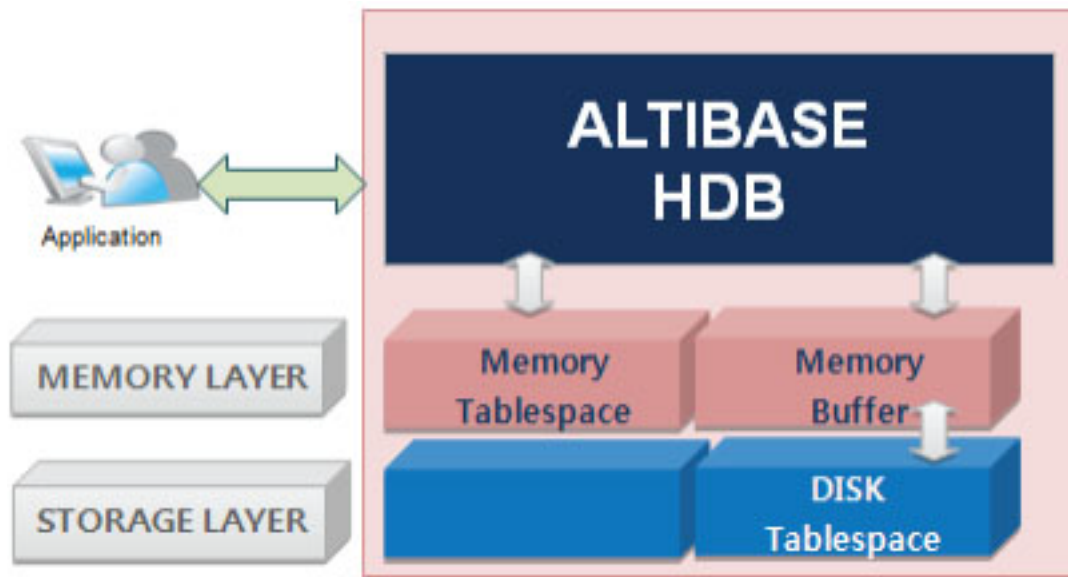 ALTIBASE
HDB
Application
MEMORY LAYER
Memory
Tablespace
Memory
Buffer
STORAGE LAYER
DISK
Tablespace